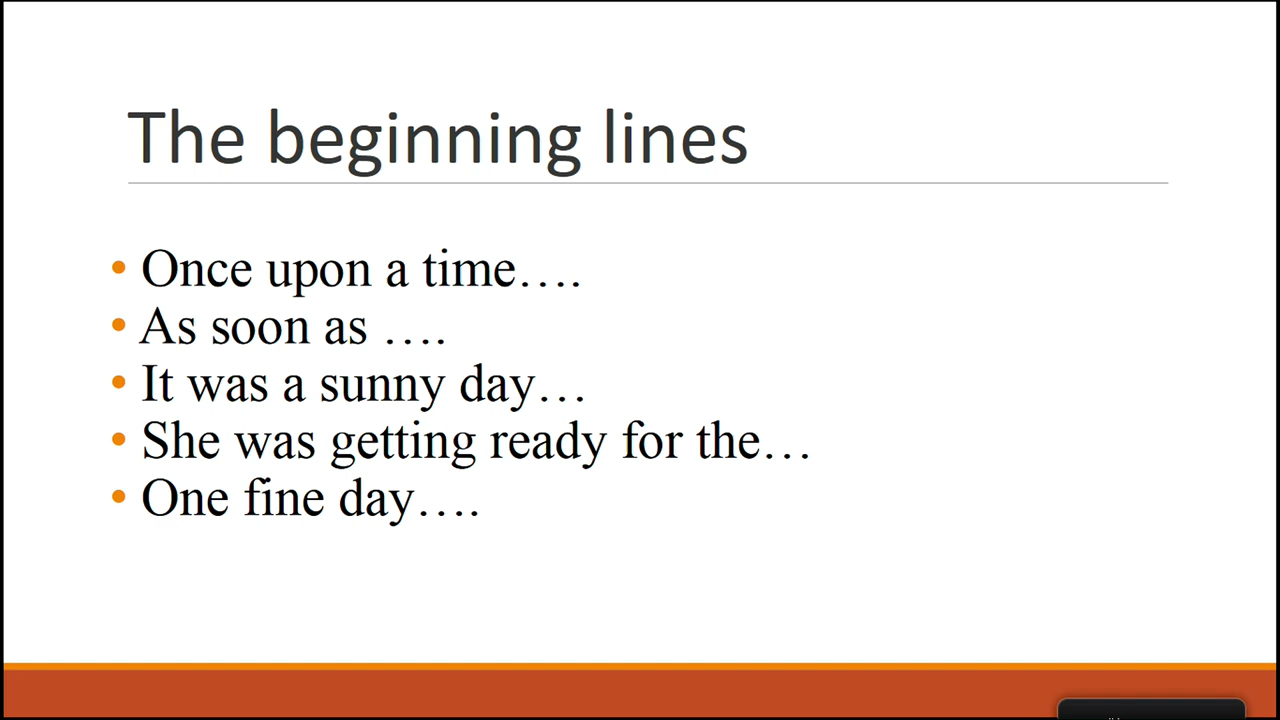 The beginning lines
• Once upon a time….
• As soon as ….
• It was a sunny day…
• She was getting ready for the…
• One fine day….